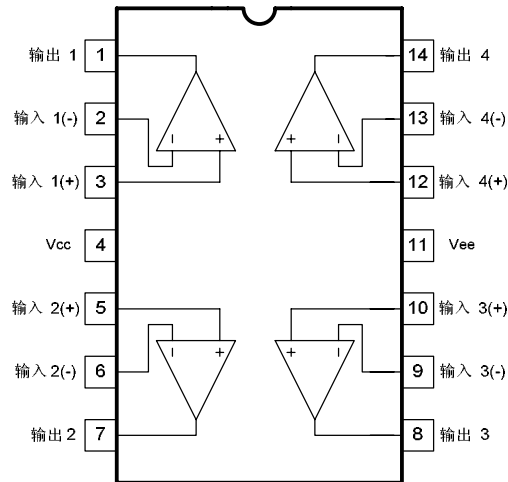 输出 1 1 14 输出 4
输入 1(-) 2 13 输入 4(-)
- + + -
输入 1(+) 3 12 输入 4(+)
Vcc 4 11 Vee
输入 2(+) 5 10 输入 3(+)
- + + -
输入 2(-) 6 9 输入 3(-)
输出 2 7 8 输出 3